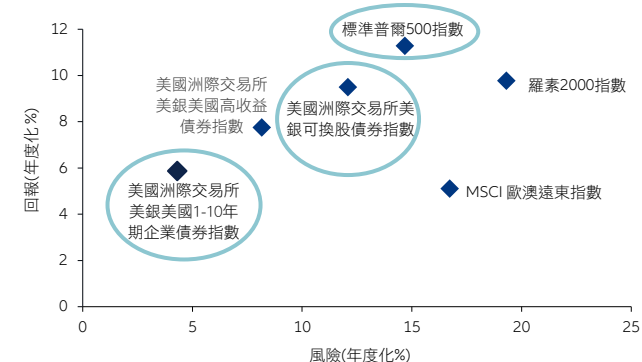 12
10
8
6
4
2
0
回報(年度化 %)
標準普爾500指數
羅素2000指數
美國洲際交易所
美銀美國高收益
債券指數
美國洲際交易所美
銀可換股債券指數
美國洲際交易所
美銀美國1-10年
期企業債券指數
MSCI 歐澳遠東指數
0
5
10
15
20
25
風險(年度化%)